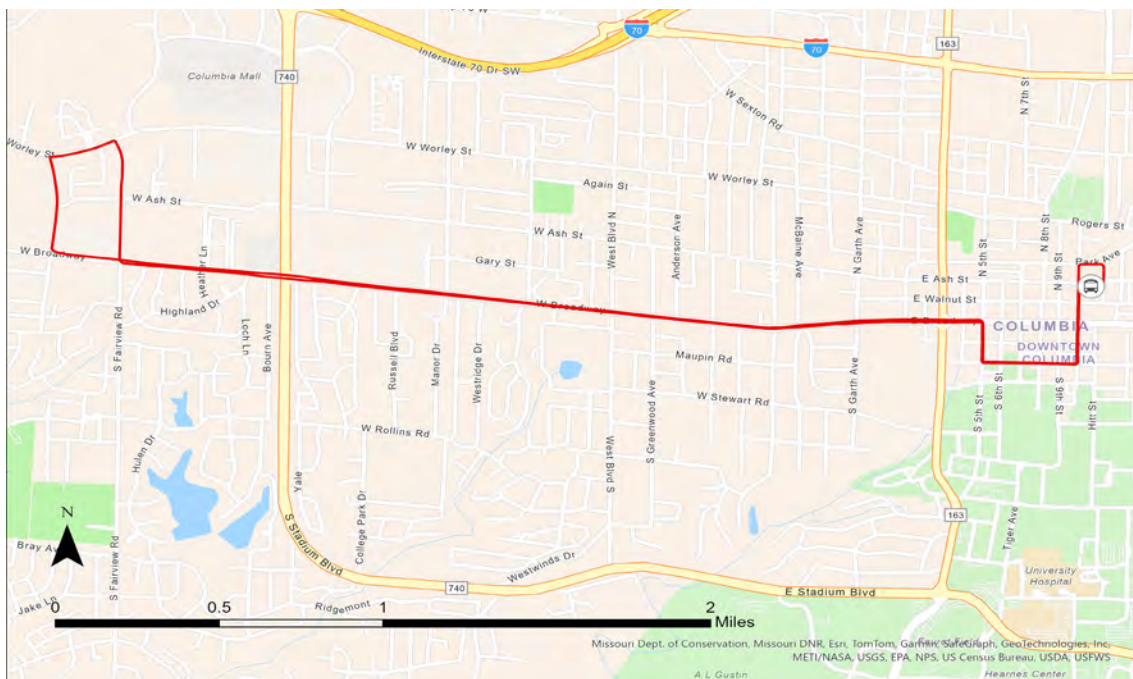 70
70
163
Interstate 70 Dr SW
Columbia Mall
740
W Sexton Rd
N 7th St
Worley St
W Worley St
W Worley St
Again St
W Ash St
W Ash St
West Blvd N
Anderson Ave
McBaine Ave
N Garth Ave
N 5th St
N 8th St
Rogers St
Park Ave
W Broadway
Heather Ln
Gary St
E Ash St
N 9th St
Highland Dr
W Broadway
E Walnut St
COLUMBIA
DOWNTOWN
COLUMBIA
S Fairview Rd
Loch Ln
Bourn Ave
Russell Blvd
Manor Dr
Westridge Dr
Maupin Rd
W Stewart Rd
S Greenwood Ave
S Garth Ave
S 5th St
S 6th St
S 9th St
Hitt St
Hulen Dr
W Rollins Rd
West Blvd S
Yale
College Park Dr
N
S Stadium Blvd
163
Tiger Ave
Bray Av
S Fairview Rd
Westwinds Dr
740
E Stadium Blvd
University
Hospital
Jake Ln
Ridgemont
0 0.5 1 2
Miles
Missouri Dept. of Conservation, Missouri DNR, Esri, TomTom, Garmin, SafeGraph, GeoTechnologies, Inc,
METI/NASA, USGS, EPA, NPS, US Census Bureau, USDA, USFWS
A L Gustin
Hearnes Center